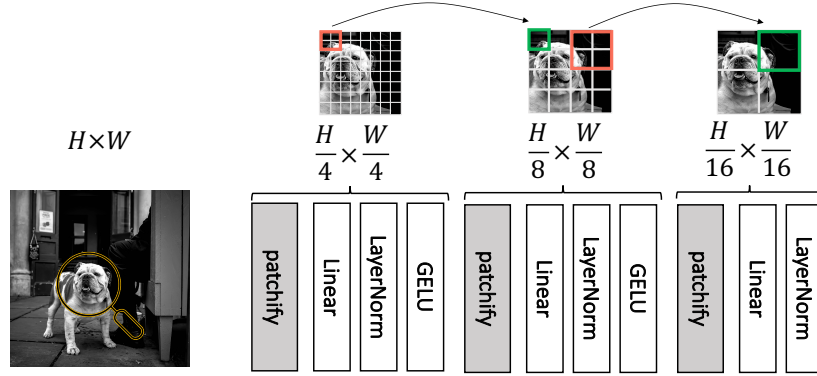 H×W
H/4 × W/4
H/8 × W/8
H/16 × W/16
patchify
Linear
LayerNorm
GELU
patchify
Linear
LayerNorm
GELU
patchify
Linear
LayerNorm